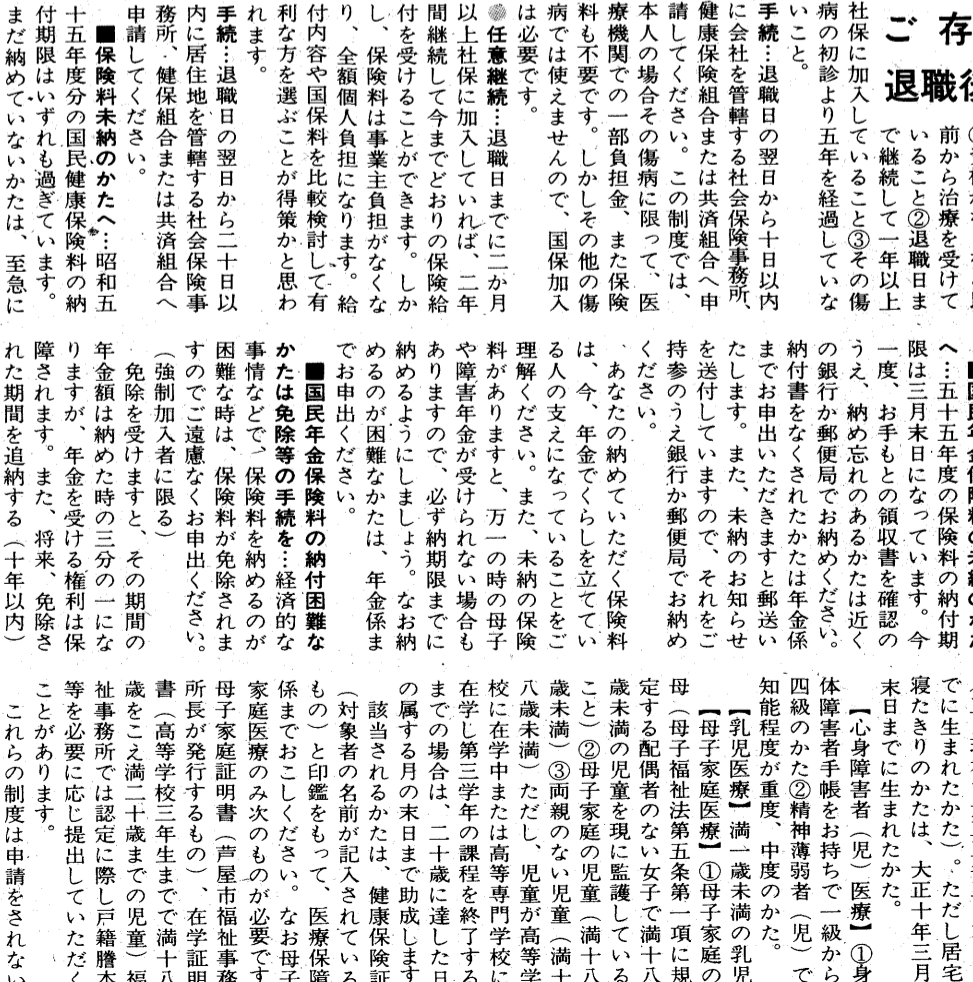 ご存
退職後
前から治療を受けて
いること②退職日ま
で継続して一年以上
社保に加入していること③その傷
病の初診より五年を経過していな
いこと。
手続…退職日の翌日から十日以内
に会社を管轄する社会保険事務所、
健康保険組合または共済組合へ申
請してください。この制度では、
本人の場合その傷病に限って、医
療機関での一部負担金、また保険
料も不要です。しかしその他の傷
病では使えませんので、国保加入
は必要です。
◎任意継続…退職日までに二か月
以上社保に加入していれば、二年
間継続して今までどおりの保険給
付を受けることができます。しか
し、保険料は事業主負担がなくな
り、全額個人負担になります。給
付内容や国保料を比較検討して有
利な方を選ぶことが得策かと思わ
れます。
手続…退職日の翌日から二十日以
内に居住地を管轄する社会保険事
務所、健保組合または共済組合へ
申請してください。
■保険料未納のかたへ…昭和五
十五年度分の国民健康保険料の納
付期限はいずれも過ぎています。
まだ納めていないかたは、至急に
へ…五十五年度の保険料の納付期
限は三月末日になっています。今
一度、お手もとの領収書を確認の
うえ、納め忘れのあるかたは近く
の銀行か郵便局でお納めください。
納付書をなくされたかたは年金係
までお申出いただきますと郵送い
たします。また、未納のお知らせ
を送付していますので、それをご
持参のうえ銀行か郵便局でお納め
ください。
あなたの納めていただく保険料
は、今、年金でくらしを立ててい
る人の支えになっていることをご
理解ください。また、未納の保険
料がありますと、万一の時の母子
や障害年金が受けられない場合も
ありますので、必ず納期限までに
納めるようにしましょう。なお納
めるのが困難なかたは、年金係ま
でお申出ください。
■国民年金保険料の納付困難な
かたは免除等の手続を…経済的な
事情などで、保険料を納めるのが
困難な時は、保険料が免除されま
すのでご遠慮なくお申出ください。
(強制加入者に限る)
免除を受けますと、その期間の
年金額は納めた時の三分の一にな
りますが、年金を受ける権利は保
障されます。また、将来、免除さ
れた期間を追納する(十年以内)
でに生まれたかた)。ただし居宅
寝たきりのかたは、大正十年三月
末日までに生まれたかた。
【心身障害者(児)医療】①身
体障害者手帳をお持ちで一級から
四級のかた②精神薄弱者(児)で
知能程度が重度、中度のかた。
【乳児医療】満一歳未満の乳児
【母子家庭医療】①母子家庭の
母(母子福祉法第五条第一項に規
定する配偶者のない女子で満十八
歳未満の児童を現に監護している
こと)②母子家庭の児童(満十八
歳未満)③両親のない児童(満十
八歳未満)ただし、児童が高等学
校に在学中または高等専門学校に
在学し第三学年の課程を終了する
までの場合は、二十歳に達した日
の属する月の末日まで助成します
該当されるかたは、健康保険証
(対象者の名前が記入されている
もの)と印鑑をもって、医療保障
係までおこしください。なお母子
家庭医療のみ次のものが必要です
母子家庭証明書(芦屋市福祉事務
所長が発行するもの)、在学証明
書(高等学校三年生までで満十八
歳をこえ満二十歳までの児童)福
祉事務所では認定に際し戸籍謄本
等を必要に応じ提出していただく
ことがあります。
これらの制度は申請をされない